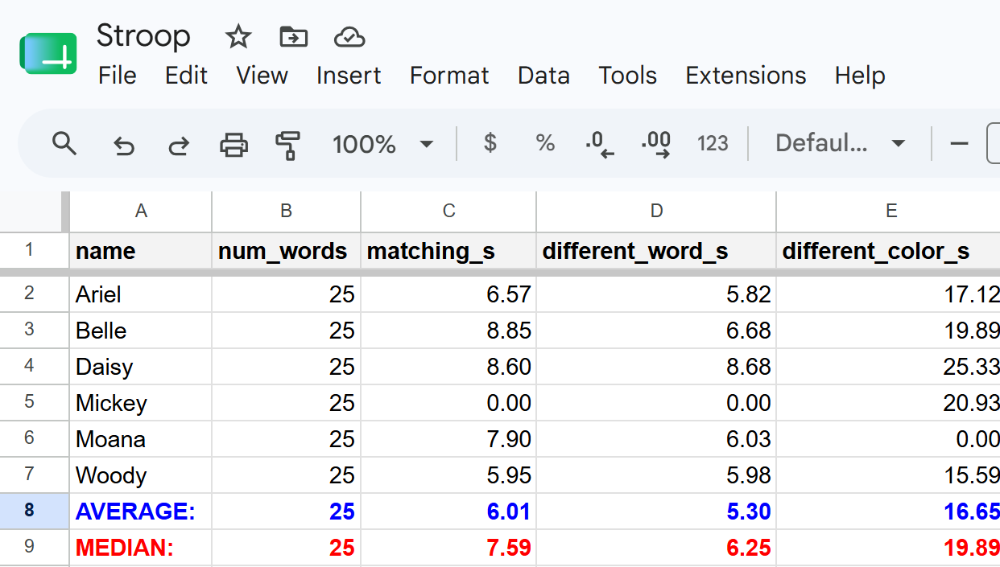 Stroop
File Edit View Insert Format Data Tools Extensions Help
100% $ % .0 .00 123 Defaul...
A B C D E
1 name num_words matching_s different_word_s different_color_s
2 Ariel 25 6.57 5.82 17.12
3 Belle 25 8.85 6.68 19.89
4 Daisy 25 8.60 8.68 25.33
5 Mickey 25 0.00 0.00 20.93
6 Moana 25 7.90 6.03 0.00
7 Woody 25 5.95 5.98 15.59
8 AVERAGE: 25 6.01 5.30 16.65
9 MEDIAN: 25 7.59 6.25 19.89